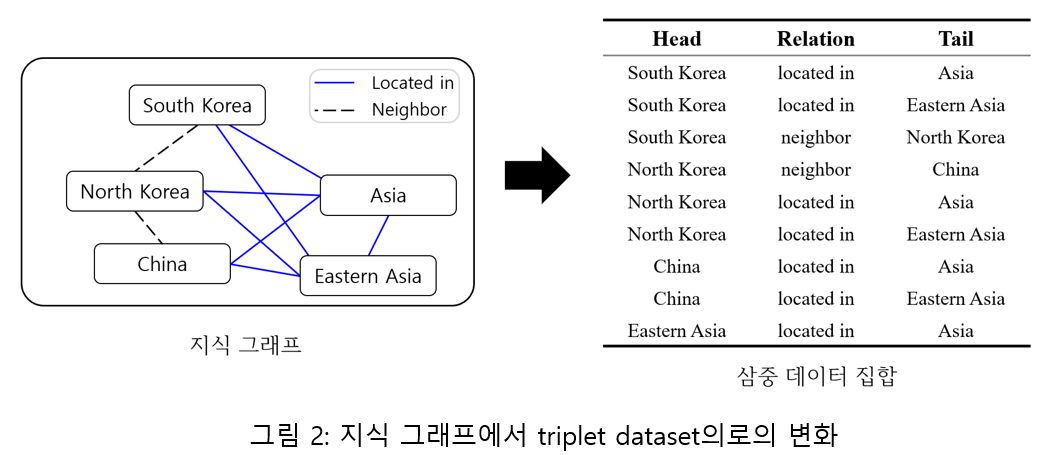 Located in
Neighbor
South Korea
North Korea
Asia
China
Eastern Asia
지식 그래프
Head Relation Tail
South Korea located in Asia
South Korea located in Eastern Asia
South Korea neighbor North Korea
North Korea neighbor China
North Korea located in Asia
North Korea located in Eastern Asia
China located in Asia
China located in Eastern Asia
Eastern Asia located in Asia
삼중 데이터 집합
그림 2: 지식 그래프에서 triplet dataset의로의 변화